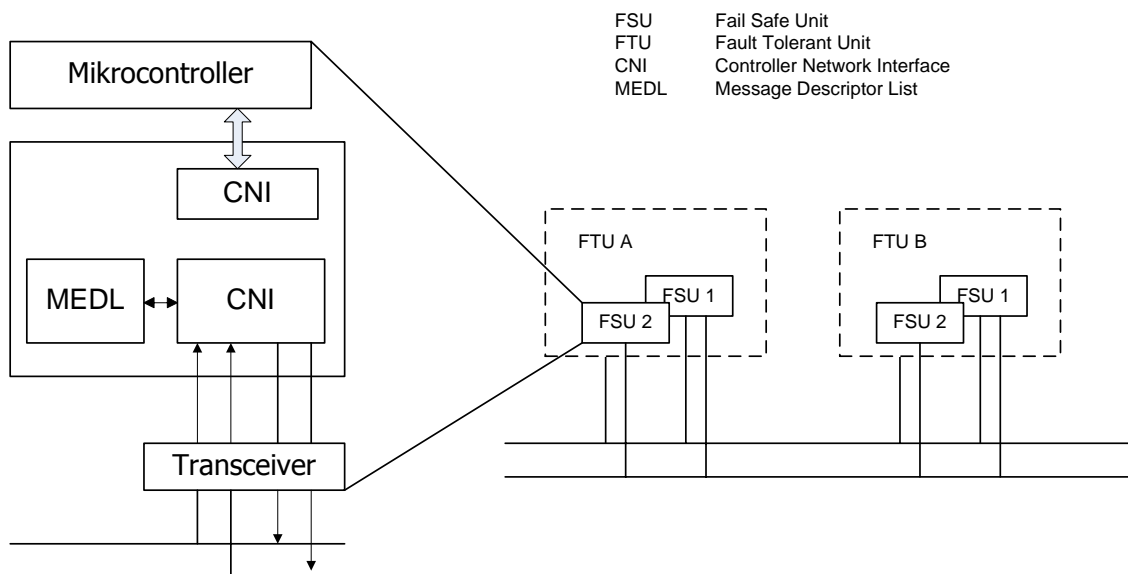 FSU Fail Safe Unit
FTU Fault Tolerant Unit
CNI Controller Network Interface
MEDL Message Descriptor List
Mikrocontroller
CNI
MEDL
CNI
Transceiver
FTU A
FSU 1
FSU 2
FTU B
FSU 1
FSU 2